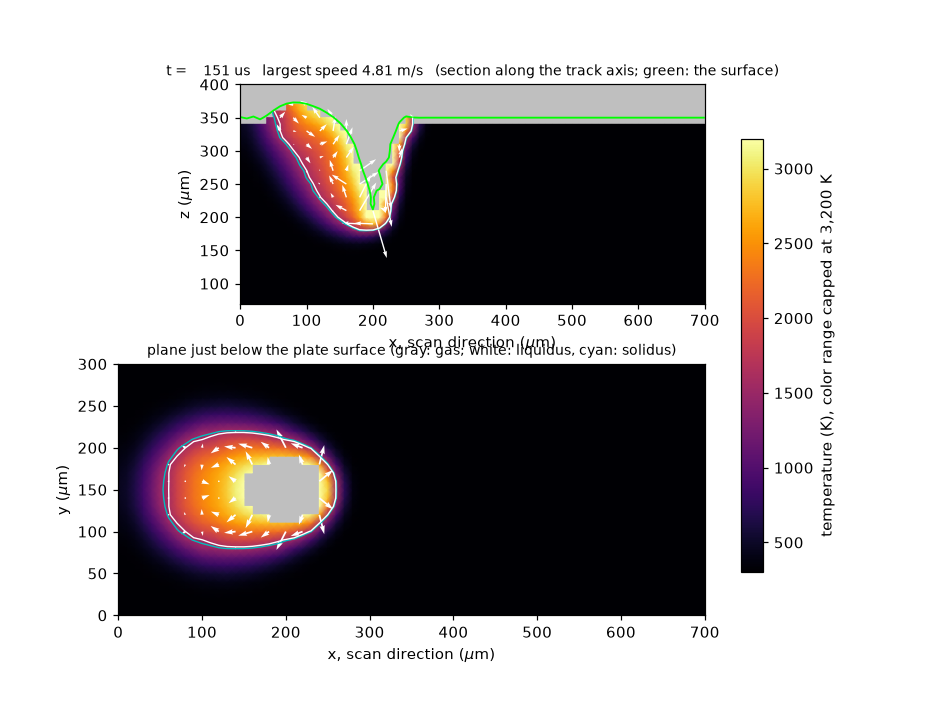 t =    151 us   largest speed 4.81 m/s   (section along the track axis; green: the surface)
400
350
300
250
200
150
100
z (μm)
0 100 200 300 400 500 600 700
x, scan direction (μm)
plane just below the plate surface (gray: gas; white: liquidus, cyan: solidus)
300
250
200
150
100
50
0
y (μm)
0 100 200 300 400 500 600 700
x, scan direction (μm)
3000
2500
2000
1500
1000
500
temperature (K), color range capped at 3,200 K